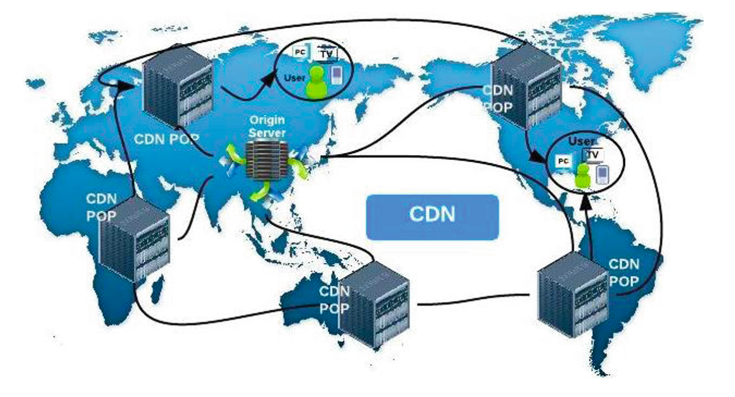 PC
TV
User
CDN
POP
CDN POP
Origin
Server
User
PC
TV
CDN
POP
CDN
CDN
POP
CDN
POP